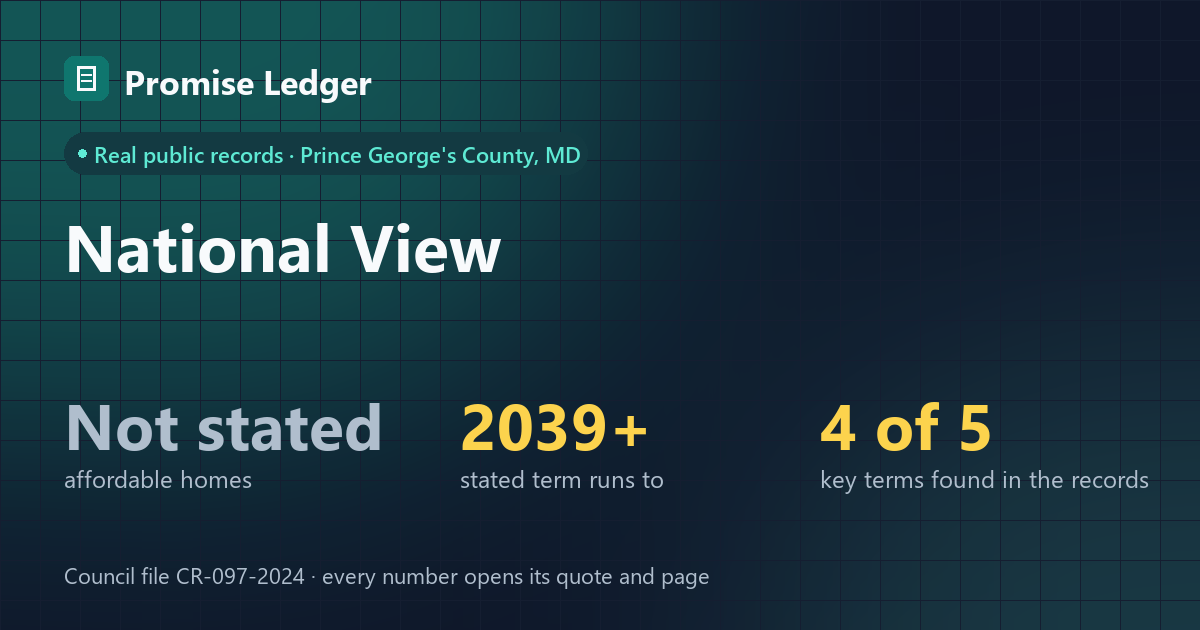 Promise Ledger
Real public records · Prince George's County, MD
National View
Not stated
affordable homes
2039+
stated term runs to
4 of 5
key terms found in the records
Council file CR-097-2024 · every number opens its quote and page